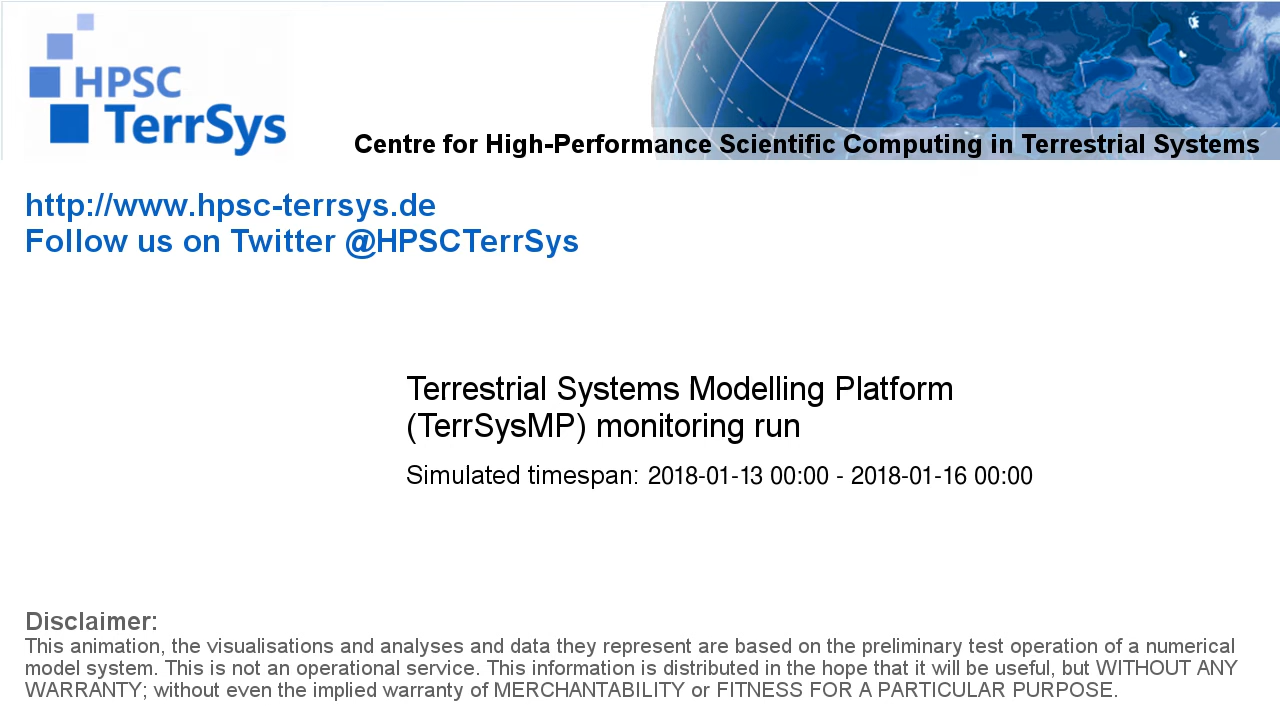 HPSC
TerrSys
Centre for High-Performance Scientific Computing in Terrestrial Systems
http://www.hpsc-terrsys.de
Follow us on Twitter @HPSCTerrSys
Terrestrial Systems Modelling Platform
(TerrSysMP) monitoring run
Simulated timespan: 2018-01-13 00:00 - 2018-01-16 00:00
Disclaimer:
This animation, the visualisations and analyses and data they represent are based on the preliminary test operation of a numerical
model system. This is not an operational service. This information is distributed in the hope that it will be useful, but WITHOUT ANY
WARRANTY; without even the implied warranty of MERCHANTABILITY or FITNESS FOR A PARTICULAR PURPOSE.